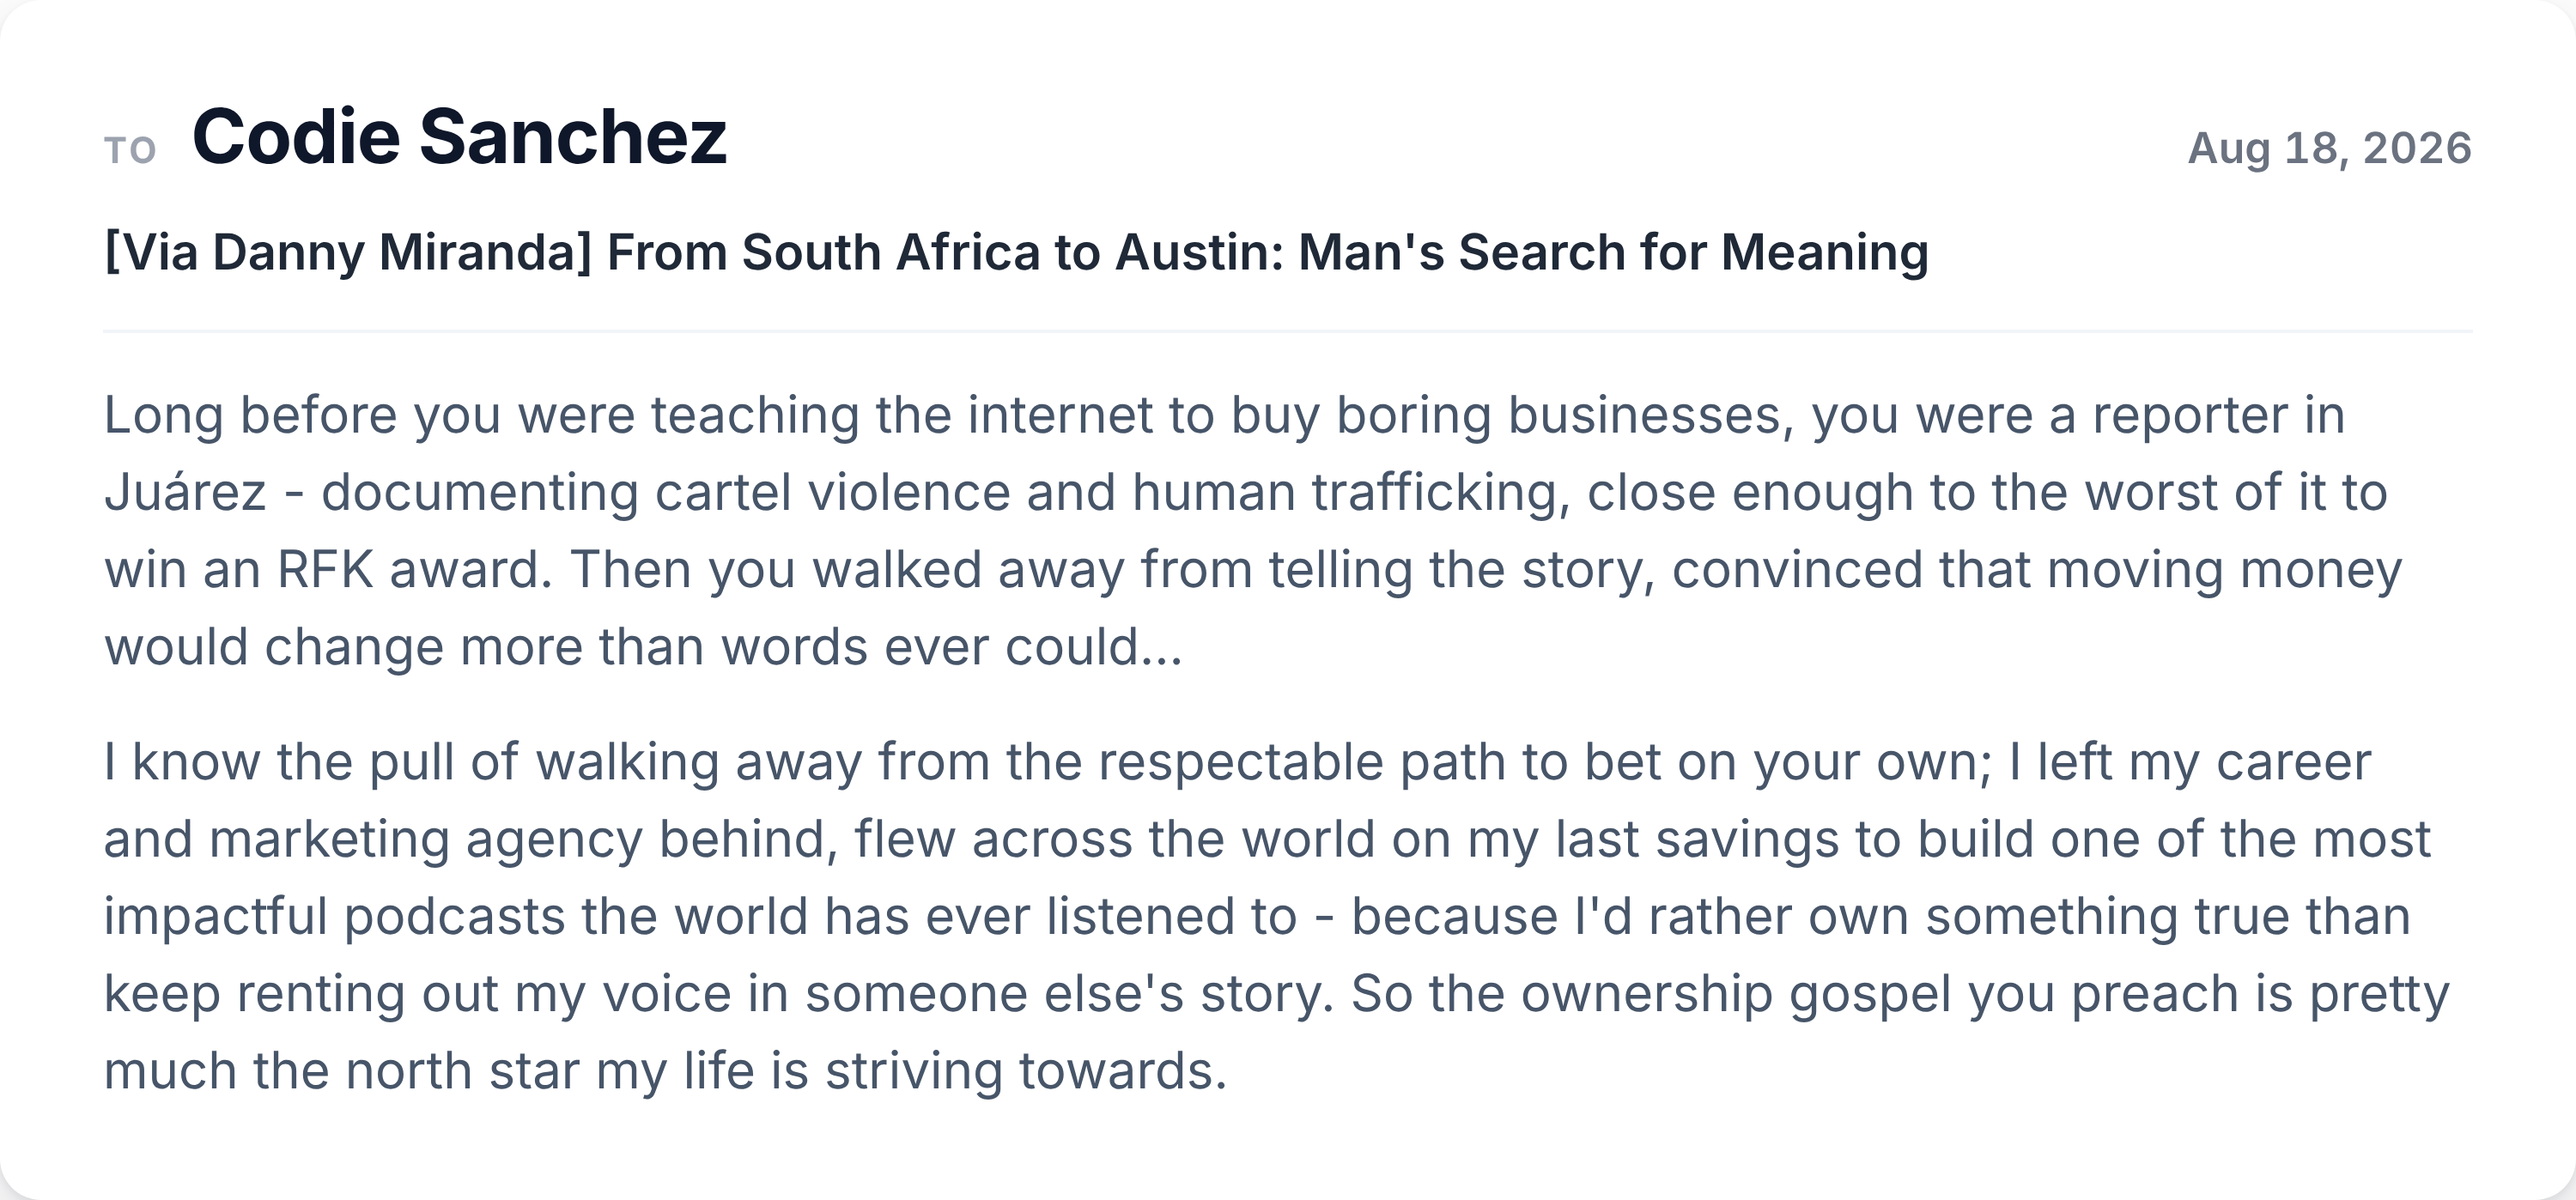 TO Codie Sanchez
Aug 18, 2026
[Via Danny Miranda] From South Africa to Austin: Man's Search for Meaning
Long before you were teaching the internet to buy boring businesses, you were a reporter in
Juárez - documenting cartel violence and human trafficking, close enough to the worst of it to
win an RFK award. Then you walked away from telling the story, convinced that moving money
would change more than words ever could...
I know the pull of walking away from the respectable path to bet on your own; I left my career
and marketing agency behind, flew across the world on my last savings to build one of the most
impactful podcasts the world has ever listened to - because I'd rather own something true than
keep renting out my voice in someone else's story. So the ownership gospel you preach is pretty
much the north star my life is striving towards.